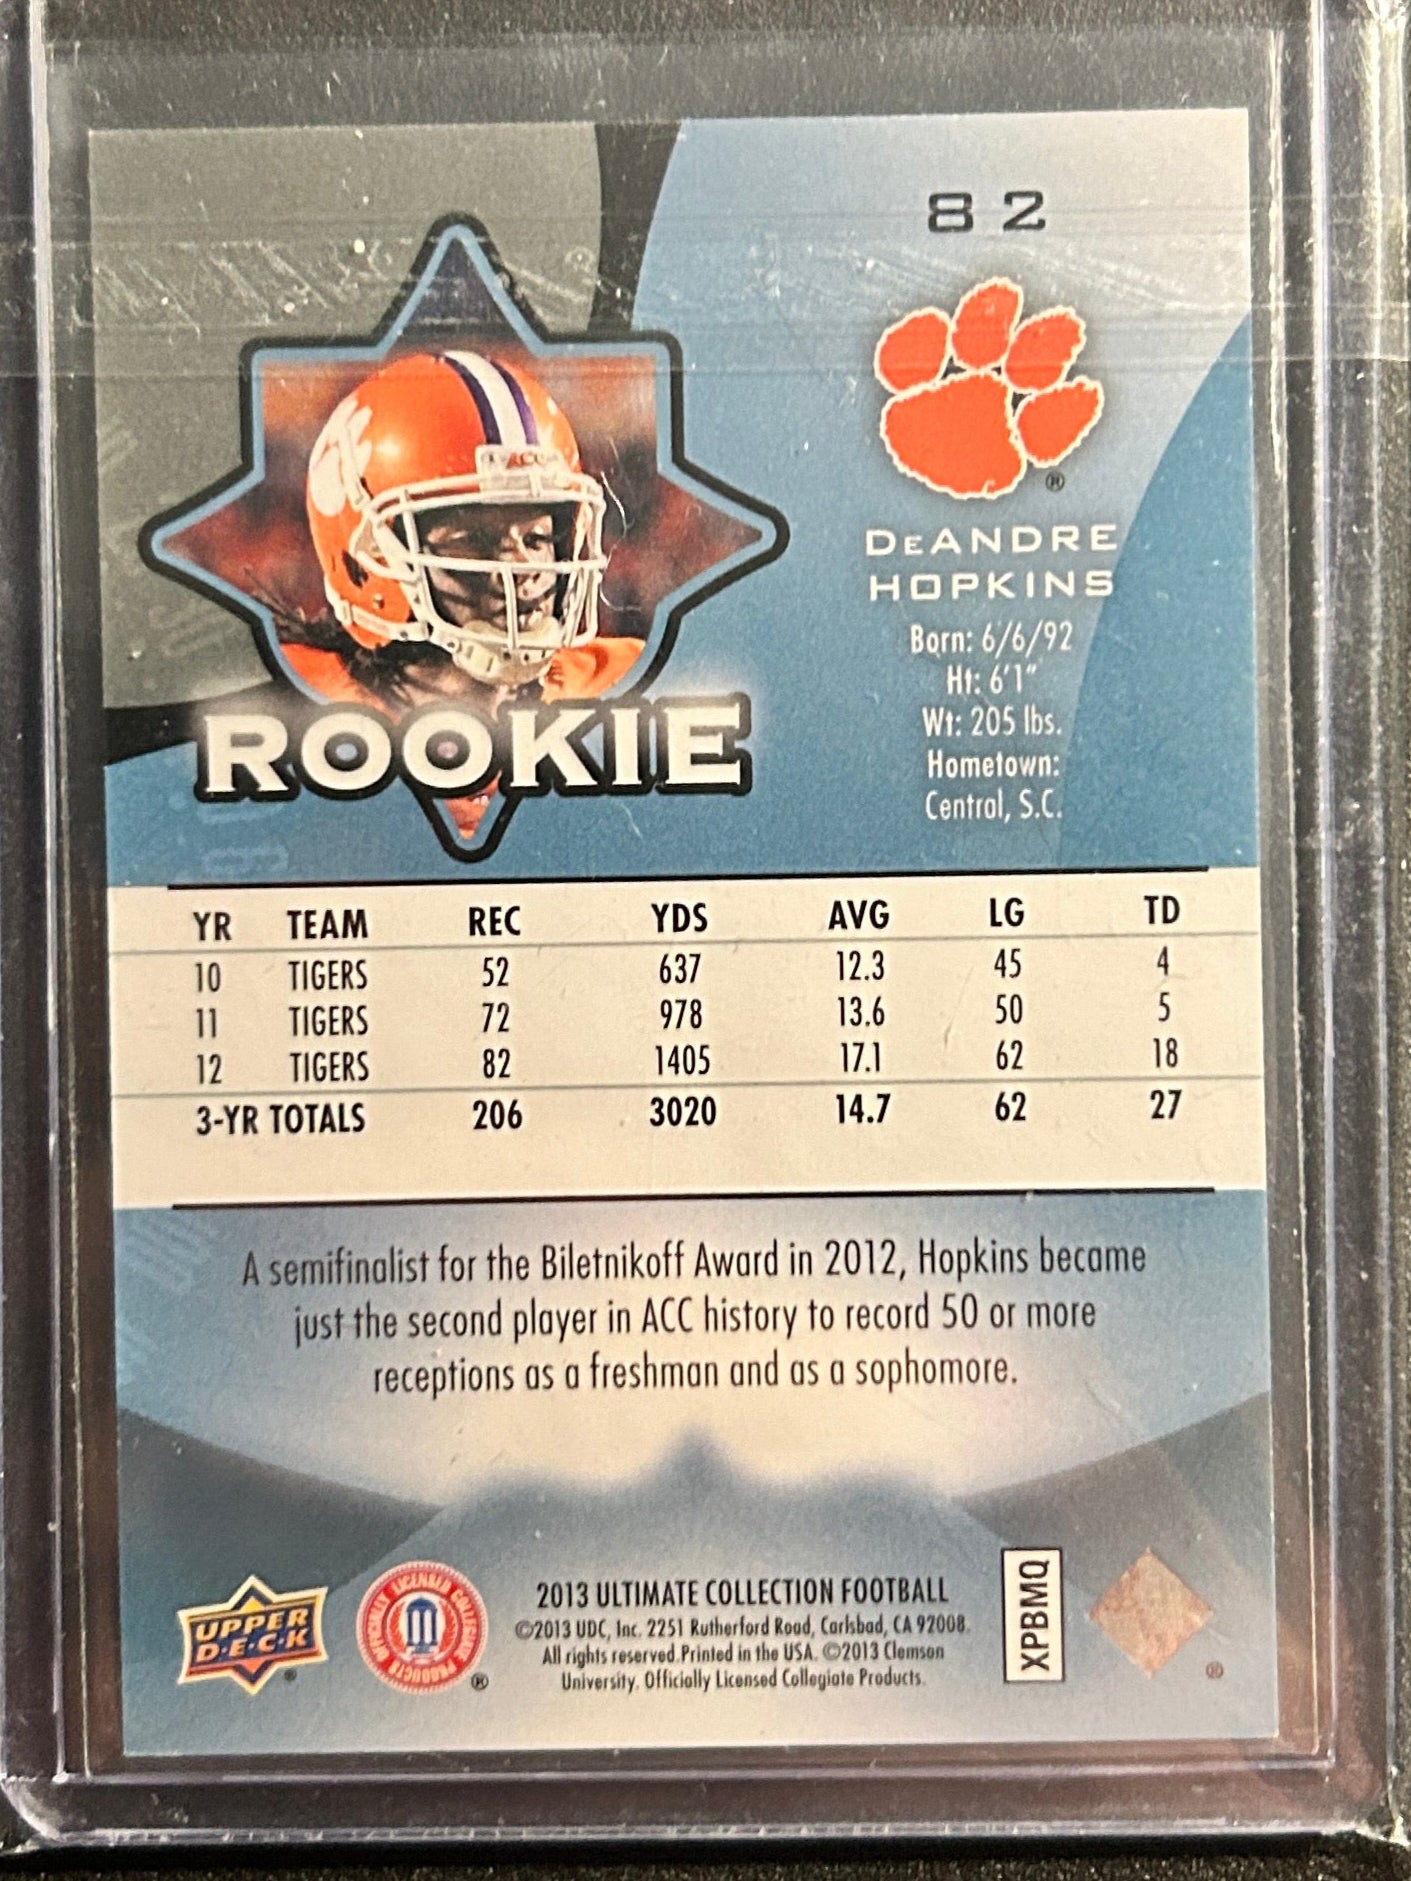 82
®
DeANDRE
HOPKINS
Born: 6/6/92
Ht: 6'1"
Wt: 205 lbs.
Hometown:
Central, S.C.
ROOKIE
YR TEAM REC YDS AVG LG TD
10 TIGERS 52 637 12.3 45 4
11 TIGERS 72 978 13.6 50 5
12 TIGERS 82 1405 17.1 62 18
3-YR TOTALS 206 3020 14.7 62 27
A semifinalist for the Biletnikoff Award in 2012, Hopkins became
just the second player in ACC history to record 50 or more
receptions as a freshman and as a sophomore.
UPPER
D·E·C·K
®
OFFICIALLY LICENSED COLLEGIATE PRODUCTS
®
2013 ULTIMATE COLLECTION FOOTBALL
©2013 UDC, Inc. 2251 Rutherford Road, Carlsbad, CA 92008.
All rights reserved.Printed in the USA. ©2013 Clemson
University. Officially Licensed Collegiate Products.
XPBMQ
®